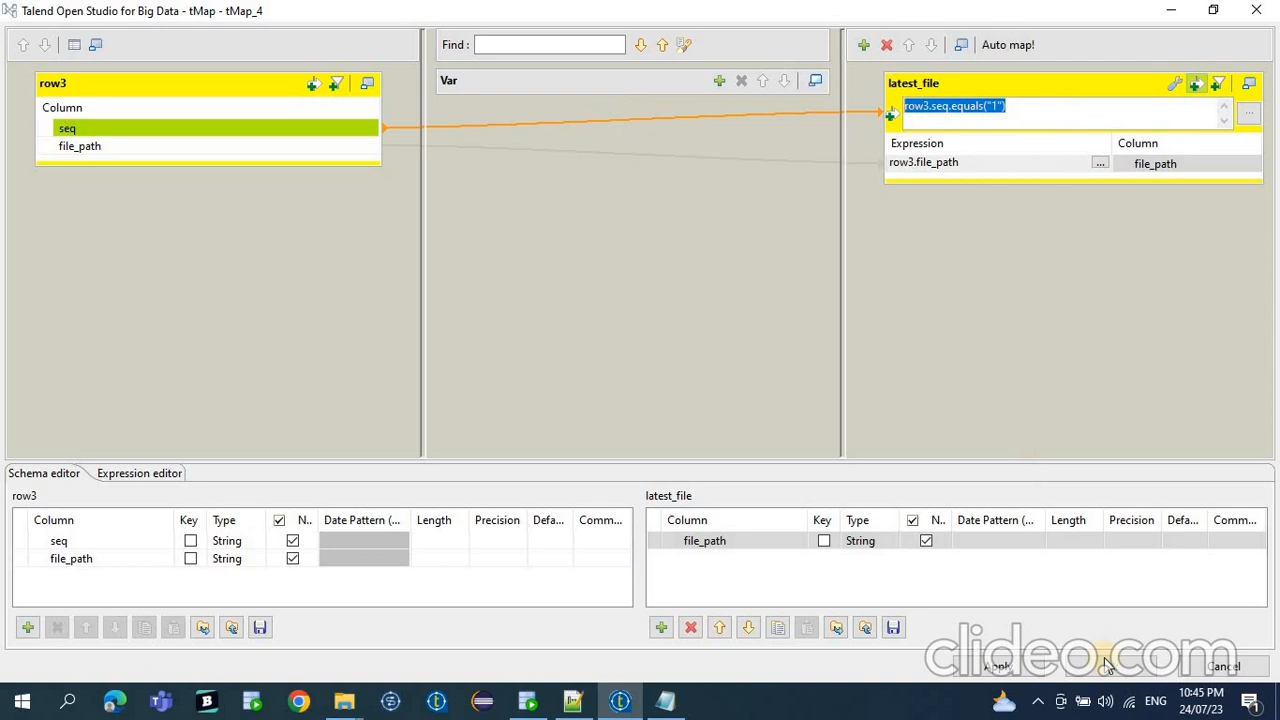 Talend Open Studio for Big Data - tMap - tMap_4
Find :
Auto map!
row3
Var
latest_file
Column
row3.seq.equals("1")
...
seq
file_path
Expression
Column
row3.file_path
...
file_path
Schema editor
Expression editor
row3
latest_file
Column
Key
Type
N..
Date Pattern (...
Length
Precision
Defa...
Comm...
Column
Key
Type
N..
Date Pattern (...
Length
Precision
Defa...
Comm...
seq
String
file_path
String
file_path
String
clideo.com
Apply
Cancel
ENG
10:45 PM
24/07/23
1